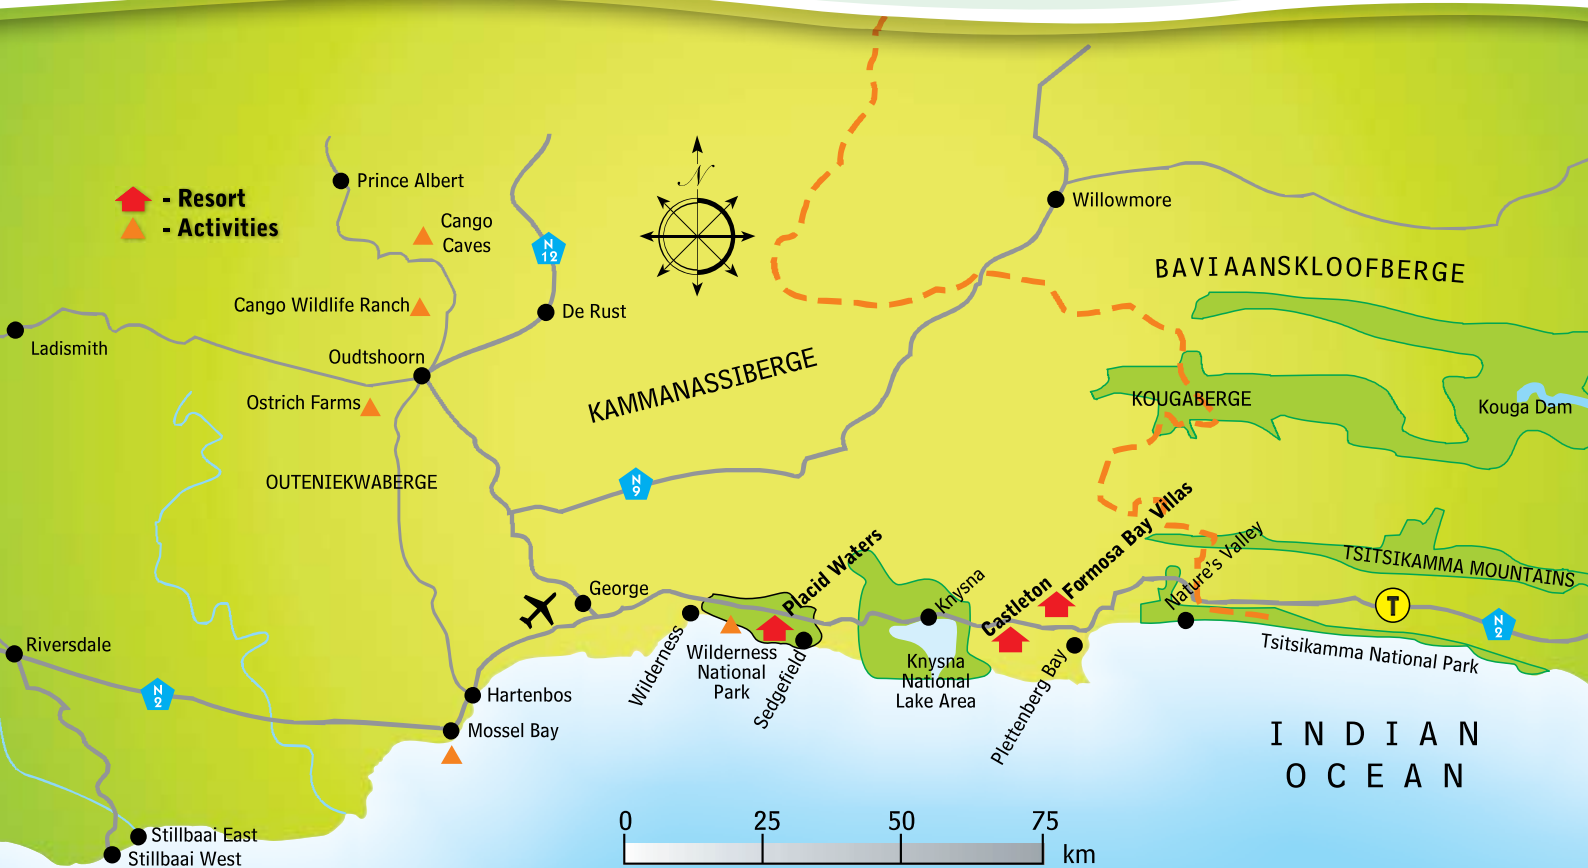 N
Prince Albert
- Resort
- Activities
Cango
Caves
Willowmore
N
12
BAVIAANSKLOOFBERGE
Cango Wildlife Ranch
De Rust
Ladismith
Oudtshoorn
KAMMANASSIBERGE
Ostrich Farms
KOUGABERGE
Kouga Dam
OUTENIEKWABERGE
N
9
Placid Waters
Formosa Bay Villas
Castleton
Nature's Valley
TSITSIKAMMA MOUNTAINS
George
Knysna
T
N
2
Riversdale
Wilderness
Wilderness
National
Park
Sedgefield
Knysna
National
Lake Area
Plettenberg Bay
Tsitsikamma National Park
N
2
Hartenbos
Mossel Bay
INDIAN
OCEAN
Stillbaai East
Stillbaai West
0 25 50 75
km